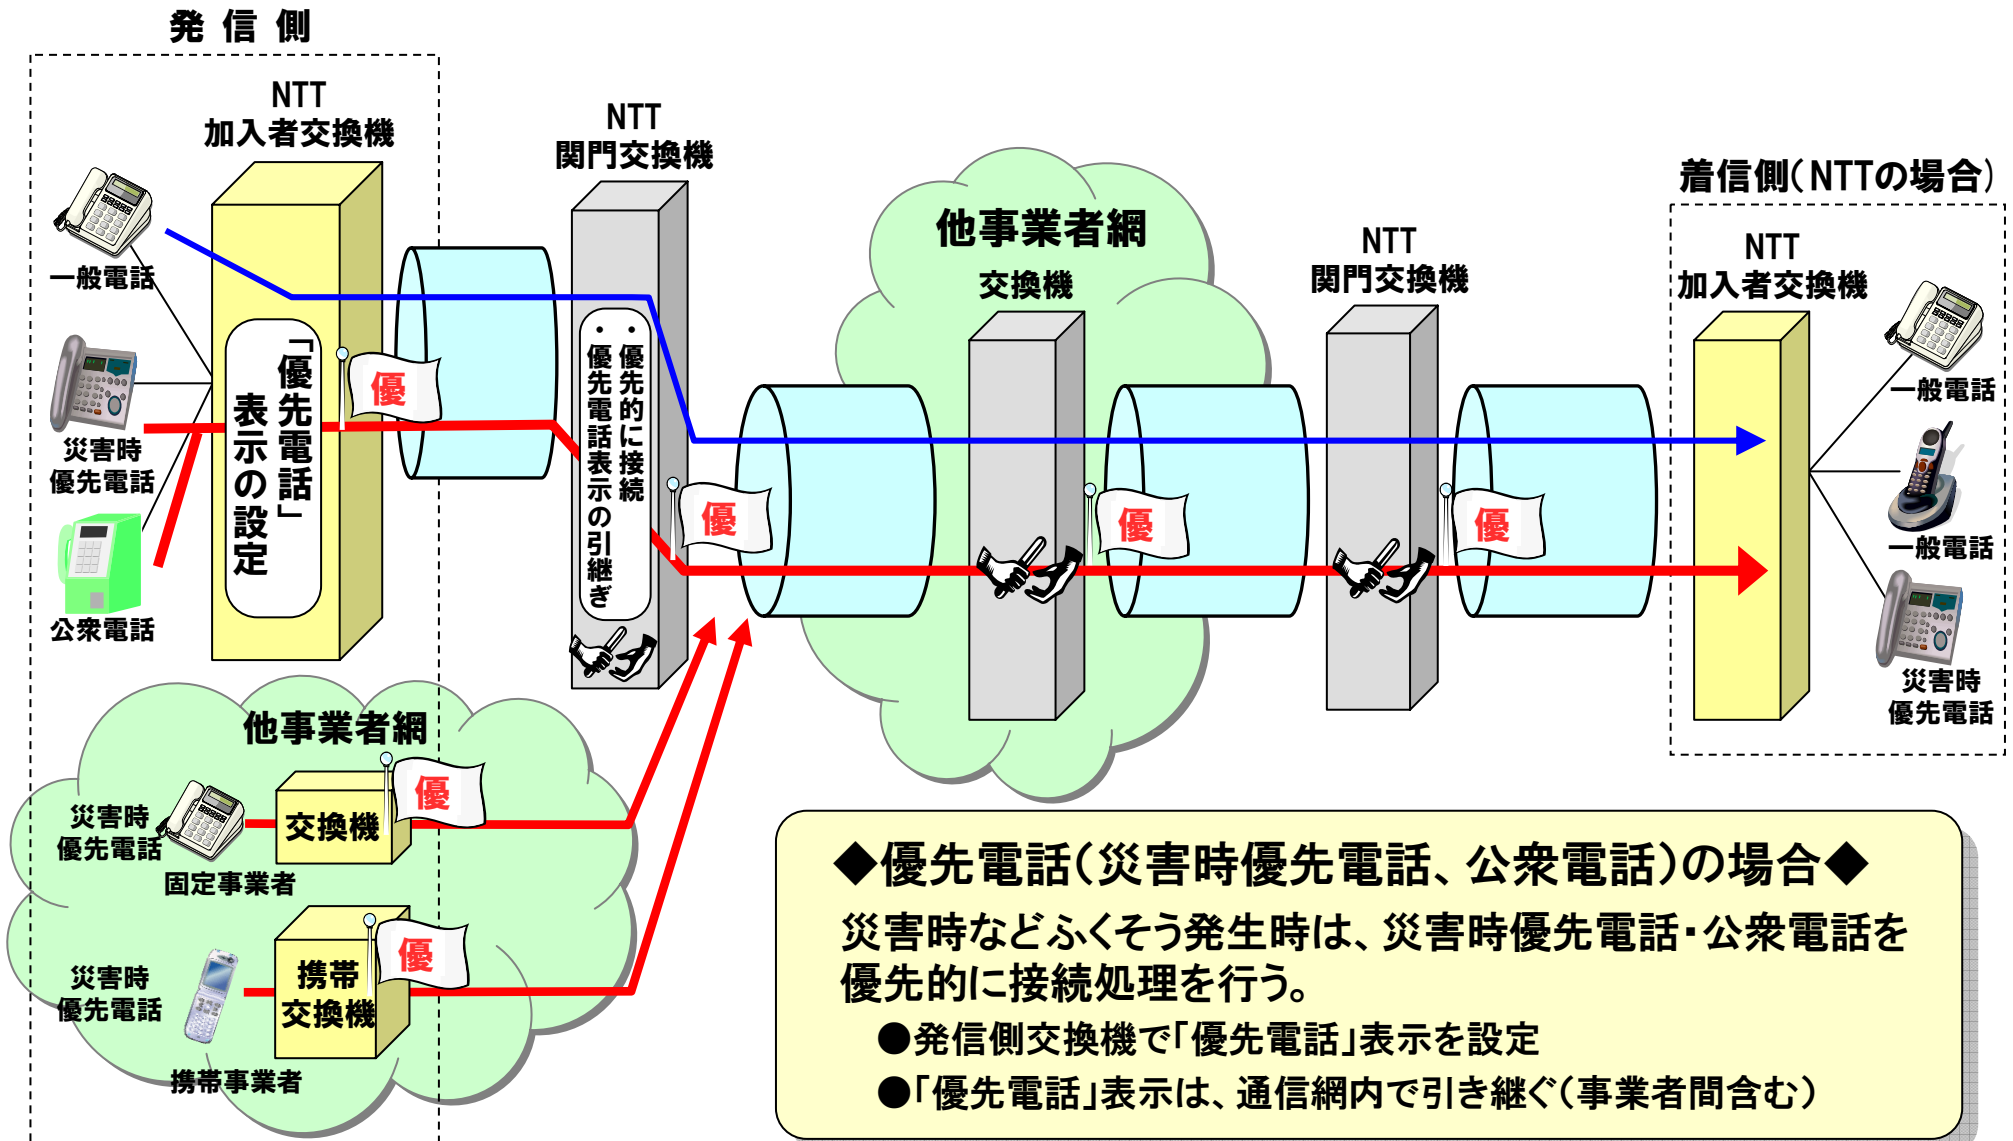 発信側
NTT
加入者交換機
NTT
関門交換機
一般電話
災害時
優先電話
公衆電話
「優先電話」
表示の設定
優
・優先的に接続
・優先電話表示の引継ぎ
優
他事業者網
交換機
優
NTT
関門交換機
優
着信側(NTTの場合)
NTT
加入者交換機
一般電話
一般電話
災害時
優先電話
他事業者網
災害時
優先電話
固定事業者
交換機
優
災害時
優先電話
携帯事業者
携帯
交換機
優
◆優先電話(災害時優先電話、公衆電話)の場合◆
災害時などふくそう発生時は、災害時優先電話・公衆電話を
優先的に接続処理を行う。
●発信側交換機で「優先電話」表示を設定
●「優先電話」表示は、通信網内で引き継ぐ(事業者間含む)